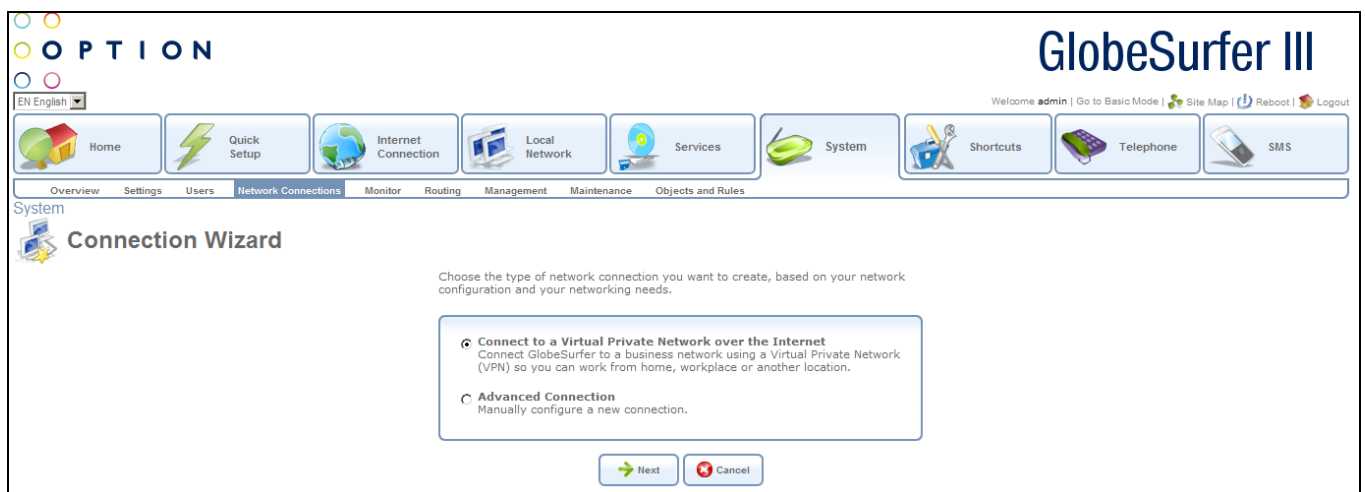 OPTION
GlobeSurfer III
EN English
Welcome admin | Go to Basic Mode | Site Map | Reboot | Logout
Home
Quick
Setup
Internet
Connection
Local
Network
Services
System
Shortcuts
Telephone
SMS
Overview Settings Users Network Connections Monitor Routing Management Maintenance Objects and Rules
System
Connection Wizard
Choose the type of network connection you want to create, based on your network
configuration and your networking needs.
Connect to a Virtual Private Network over the Internet
Connect GlobeSurfer to a business network using a Virtual Private Network
(VPN) so you can work from home, workplace or another location.
Advanced Connection
Manually configure a new connection.
Next Cancel